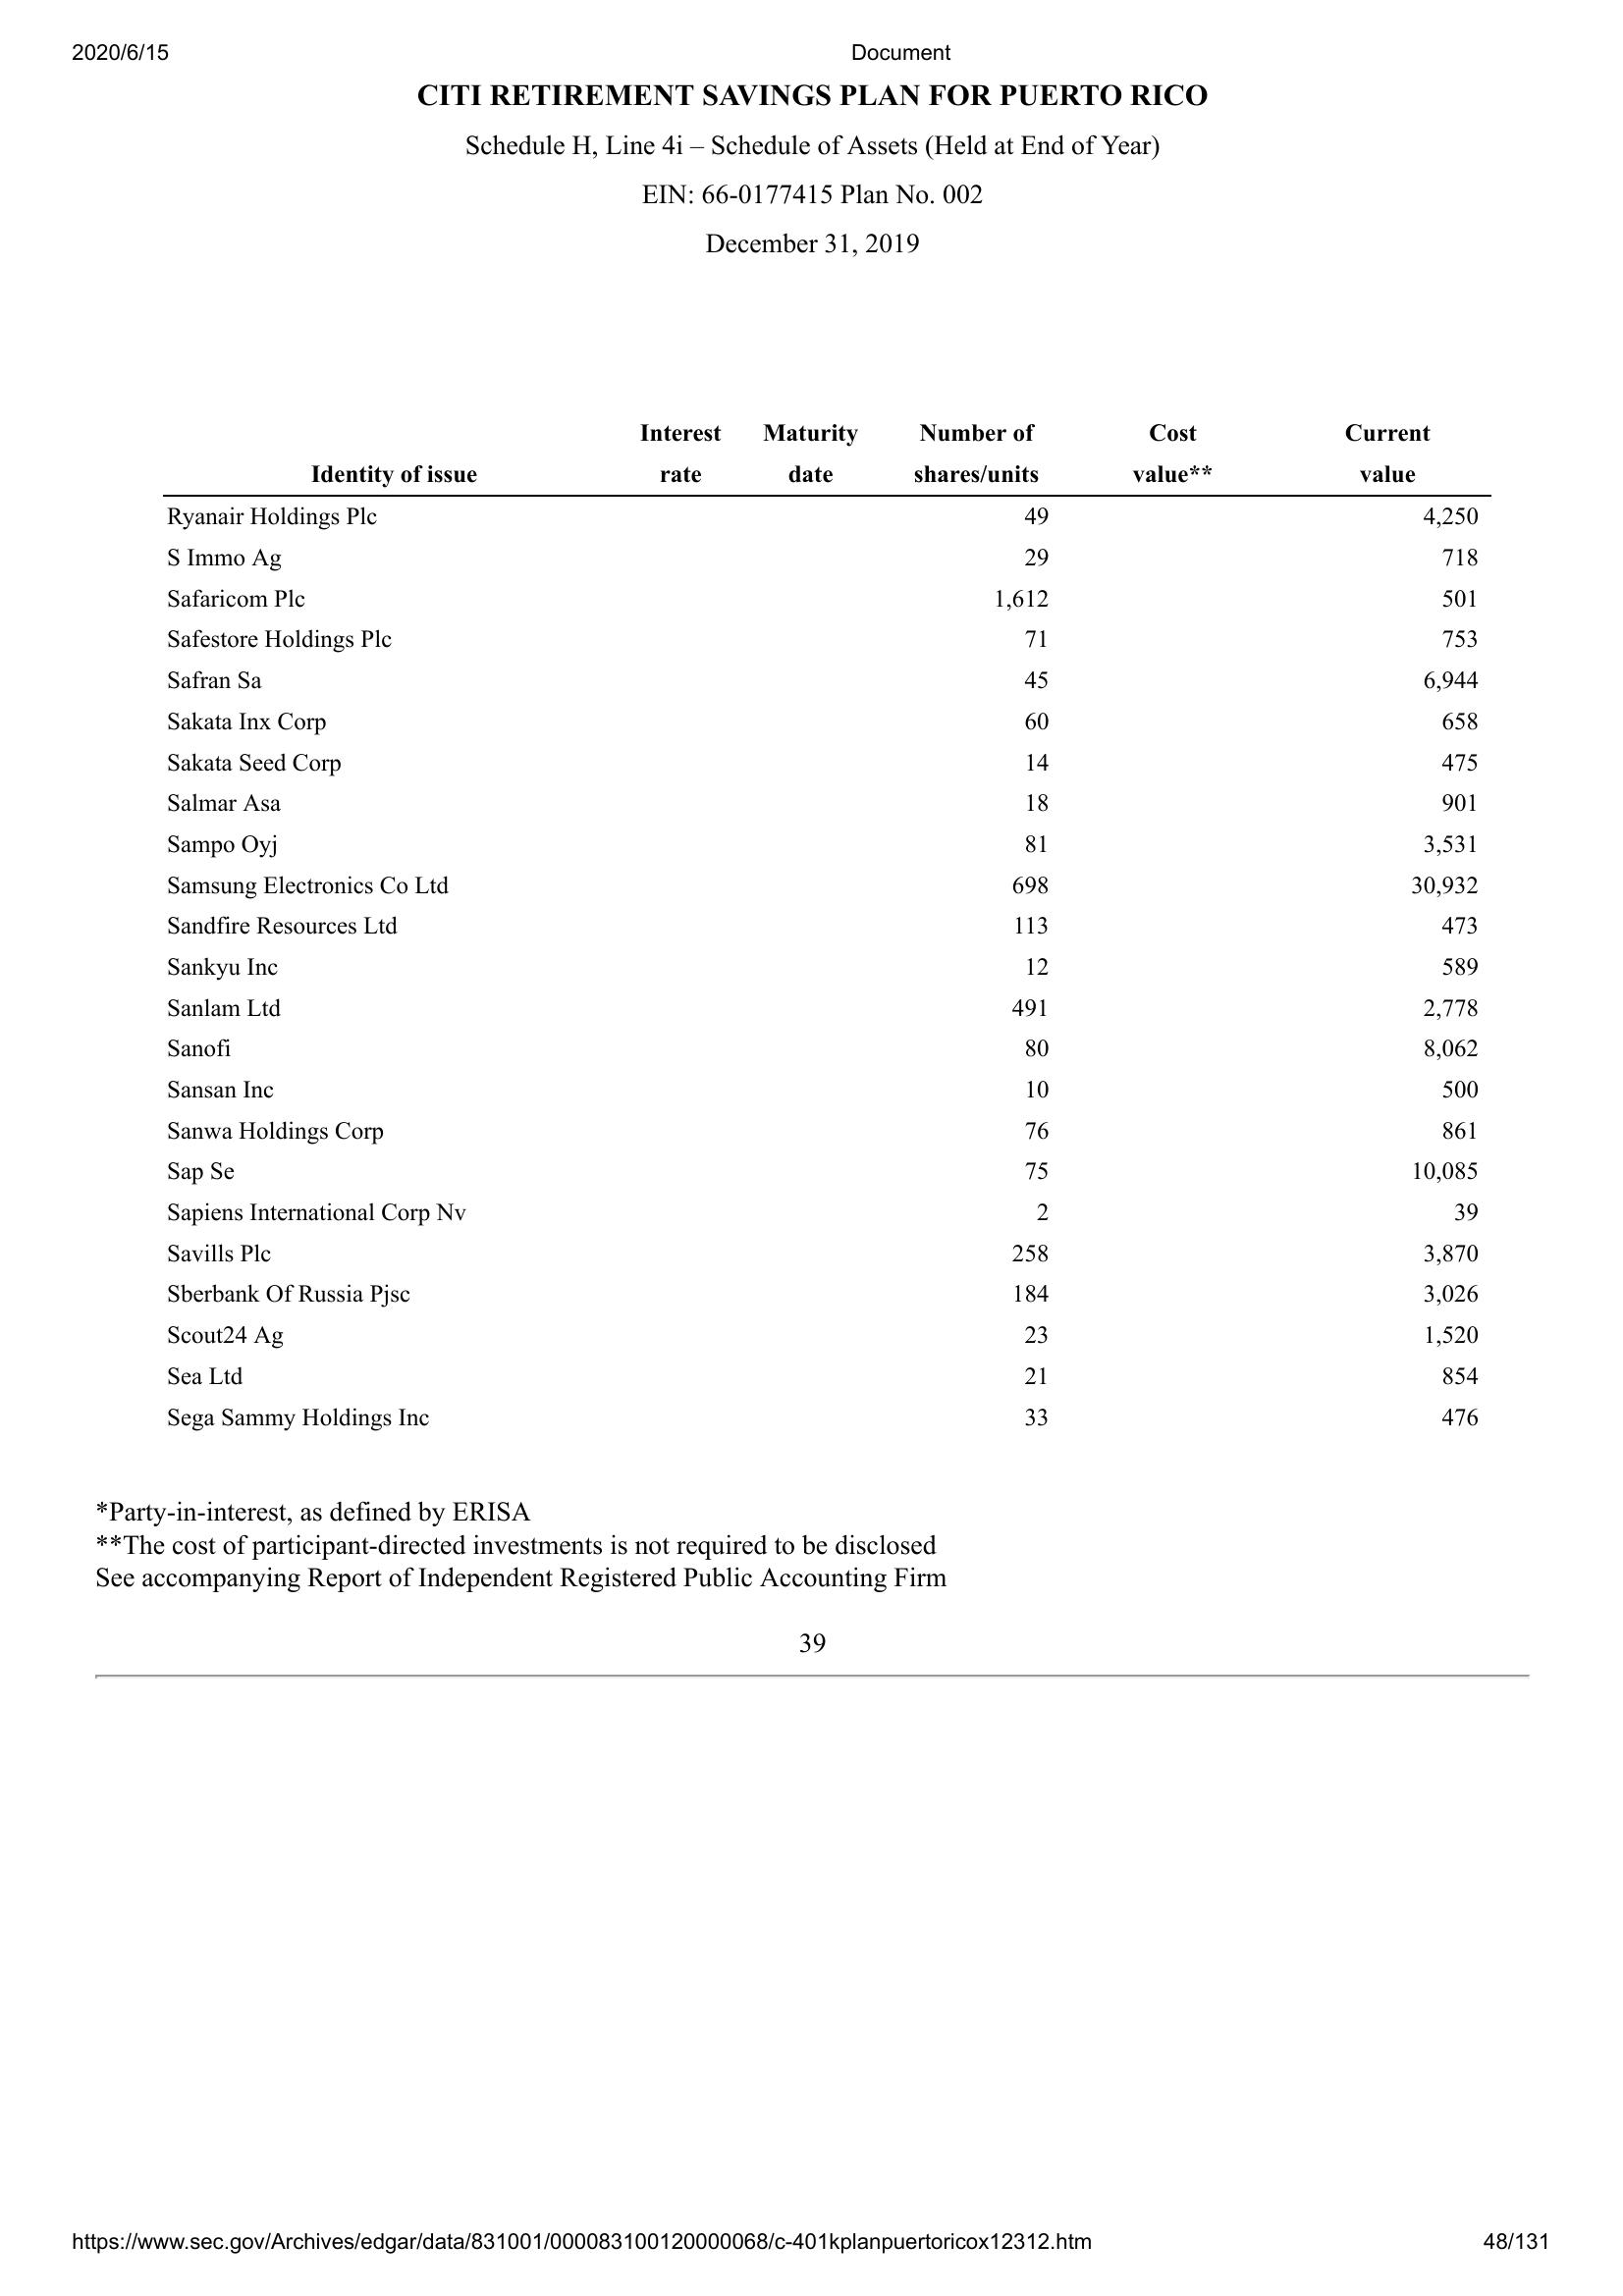 2020/6/15 Document
CITI RETIREMENT SAVINGS PLAN FOR PUERTO RICO
Schedule H, Line 4i – Schedule of Assets (Held at End of Year)
EIN: 66-0177415 Plan No. 002
December 31, 2019
Interest Maturity Number of Cost Current
Identity of issue rate date shares/units value** value
Ryanair Holdings Plc 49 4,250
S Immo Ag 29 718
Safaricom Plc 1,612 501
Safestore Holdings Plc 71 753
Safran Sa 45 6,944
Sakata Inx Corp 60 658
Sakata Seed Corp 14 475
Salmar Asa 18 901
Sampo Oyj 81 3,531
Samsung Electronics Co Ltd 698 30,932
Sandfire Resources Ltd 113 473
Sankyu Inc 12 589
Sanlam Ltd 491 2,778
Sanofi 80 8,062
Sansan Inc 10 500
Sanwa Holdings Corp 76 861
Sap Se 75 10,085
Sapiens International Corp Nv 2 39
Savills Plc 258 3,870
Sberbank Of Russia Pjsc 184 3,026
Scout24 Ag 23 1,520
Sea Ltd 21 854
Sega Sammy Holdings Inc 33 476
*Party-in-interest, as defined by ERISA
**The cost of participant-directed investments is not required to be disclosed
See accompanying Report of Independent Registered Public Accounting Firm
39
https://www.sec.gov/Archives/edgar/data/831001/000083100120000068/c-401kplanpuertoricox12312.htm 48/131